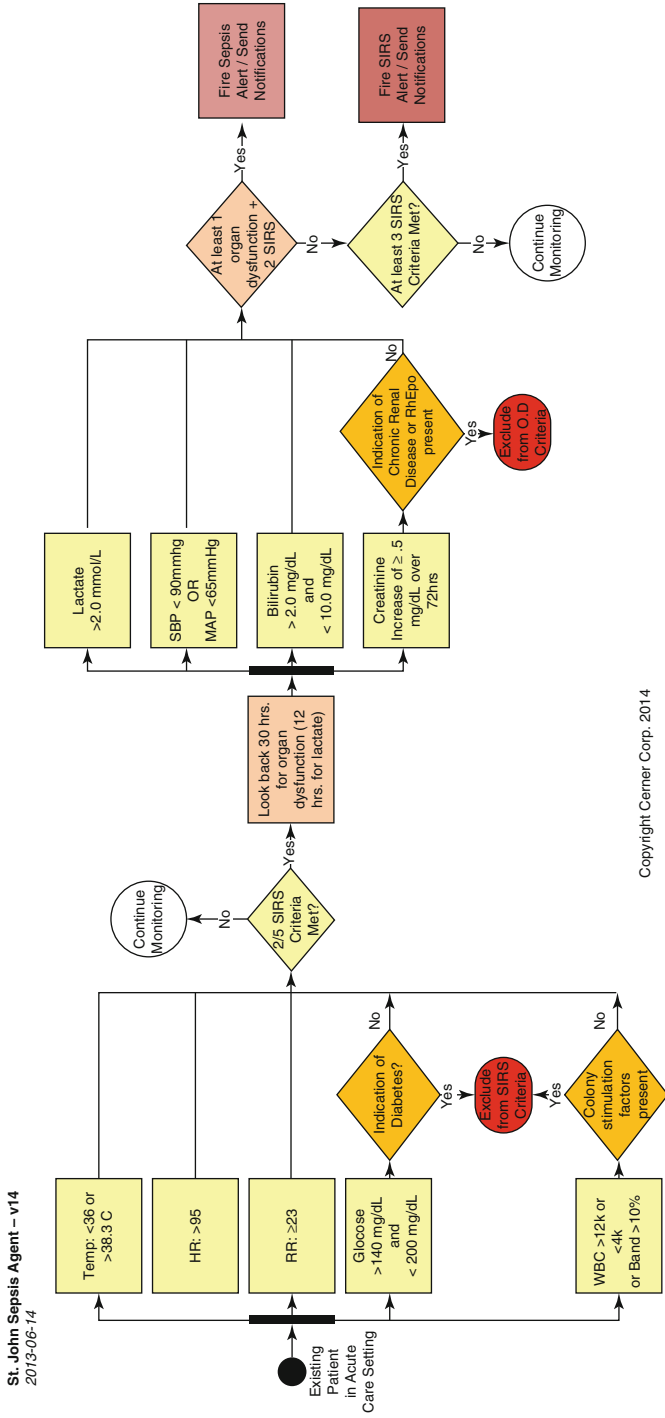 St. John Sepsis Agent – v14
2013-06-14
Existing
Patient
in Acute
Care Setting
Temp: <36 or
>38.3 C
HR: >95
RR: ≥23
Glocose
>140 mg/dL
and
< 200 mg/dL
WBC >12k or
<4k
or Band >10%
Indication of
Diabetes?
No
Yes
Exclude
from SIRS
Criteria
Yes
Colony
stimulation
factors
present
No
2/5 SIRS
Criteria
Met?
No
Continue
Monitoring
Yes
Look back 30 hrs.
for organ
dysfunction (12
hrs. for lactate)
Lactate
>2.0 mmol/L
SBP < 90mmhg
OR
MAP <65mmHg
Bilirubin
> 2.0 mg/dL
and
< 10.0 mg/dL
Creatinine
Increase of ≥ .5
mg/dL over
72hrs
Indication of
Chronic Renal
Disease or RhEpo
present
No
Yes
Exclude
from O.D
Criteria
At least 1
organ
dysfunction +
2 SIRS
Yes
Fire Sepsis
Alert / Send
Notifications
No
At least 3 SIRS
Criteria Met?
Yes
Fire SIRS
Alert / Send
Notifications
No
Continue
Monitoring
Copyright Cerner Corp. 2014